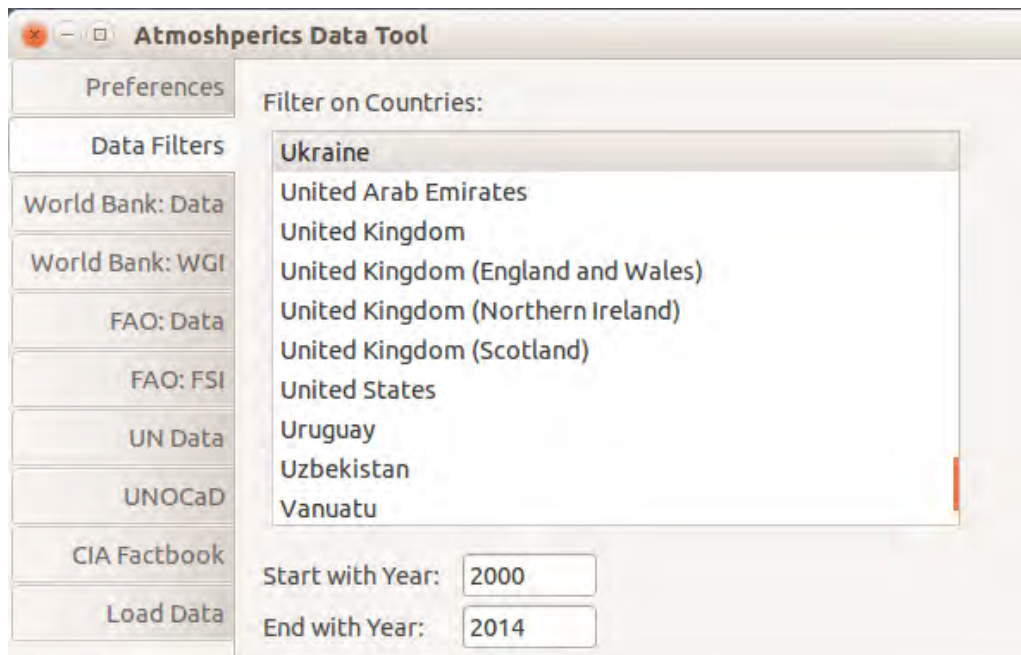 Atmoshperics Data Tool
Preferences
Data Filters
World Bank: Data
World Bank: WGI
FAO: Data
FAO: FSI
UN Data
UNOCaD
CIA Factbook
Load Data
Filter on Countries:
Ukraine
United Arab Emirates
United Kingdom
United Kingdom (England and Wales)
United Kingdom (Northern Ireland)
United Kingdom (Scotland)
United States
Uruguay
Uzbekistan
Vanuatu
Start with Year: 2000
End with Year: 2014